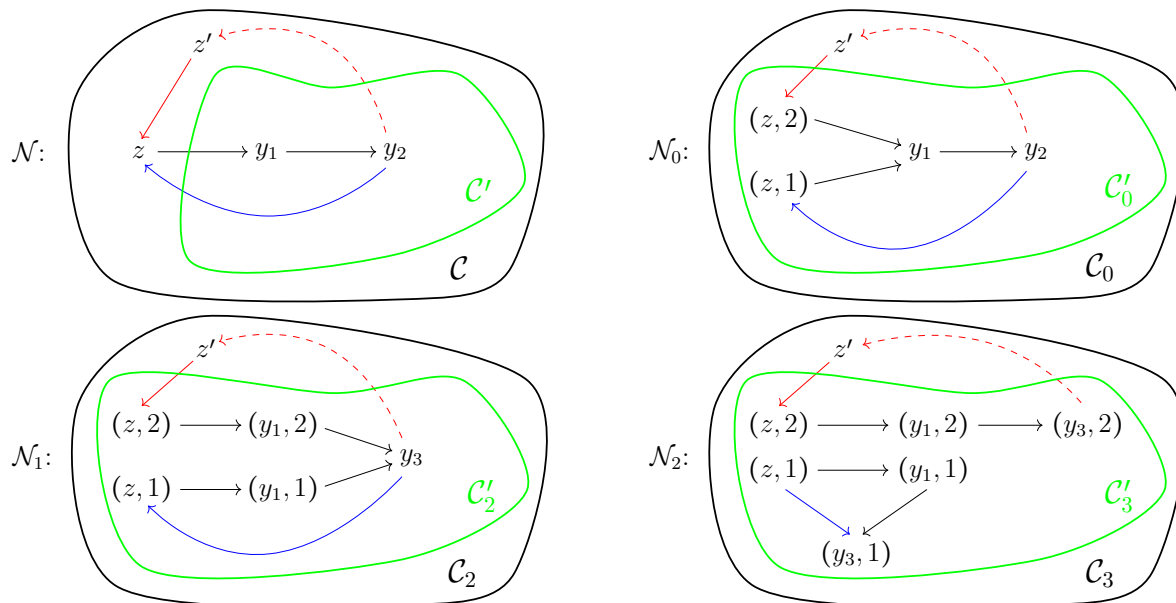 𝒩: z′ z y₁ y₂ 𝒞′ 𝒞
𝒩₀: z′ (z, 2) (z, 1) y₁ y₂ 𝒞′₀ 𝒞₀
𝒩₁: z′ (z, 2) (y₁, 2) (z, 1) (y₁, 1) y₃ 𝒞′₂ 𝒞₂
𝒩₂: z′ (z, 2) (y₁, 2) (y₃, 2) (z, 1) (y₁, 1) (y₃, 1) 𝒞′₃ 𝒞₃